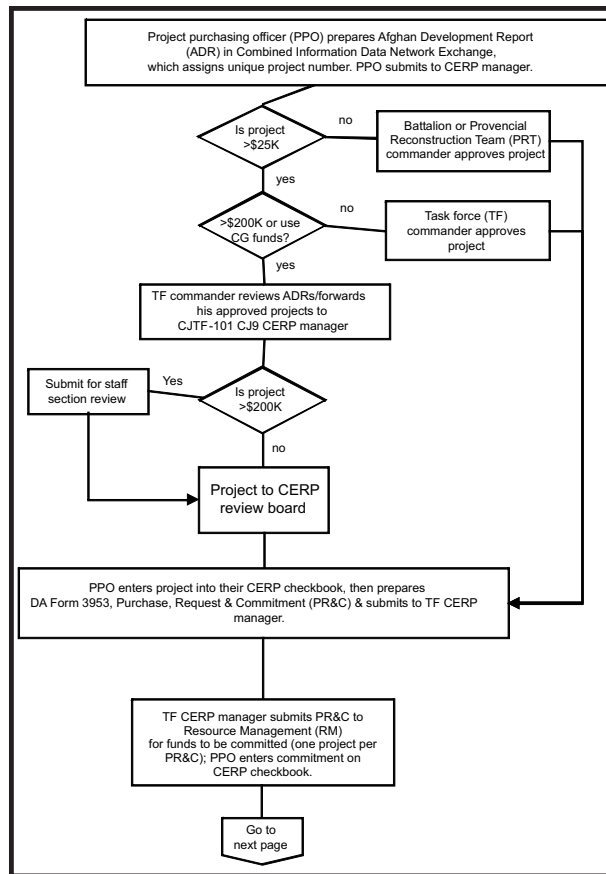 Project purchasing officer (PPO) prepares Afghan Development Report
(ADR) in Combined Information Data Network Exchange,
which assigns unique project number. PPO submits to CERP manager.
Is project
>$25K
no
Battalion or Provencial
Reconstruction Team (PRT)
commander approves project
yes
>$200K or use
CG funds?
no
Task force (TF)
commander approves
project
yes
TF commander reviews ADRs/forwards
his approved projects to
CJTF-101 CJ9 CERP manager
Submit for staff
section review
Yes
Is project
>$200K
no
Project to CERP
review board
PPO enters project into their CERP checkbook, then prepares
DA Form 3953, Purchase, Request & Commitment (PR&C) & submits to TF CERP
manager.
TF CERP manager submits PR&C to
Resource Management (RM)
for funds to be committed (one project per
PR&C); PPO enters commitment on
CERP checkbook.
Go to
next page